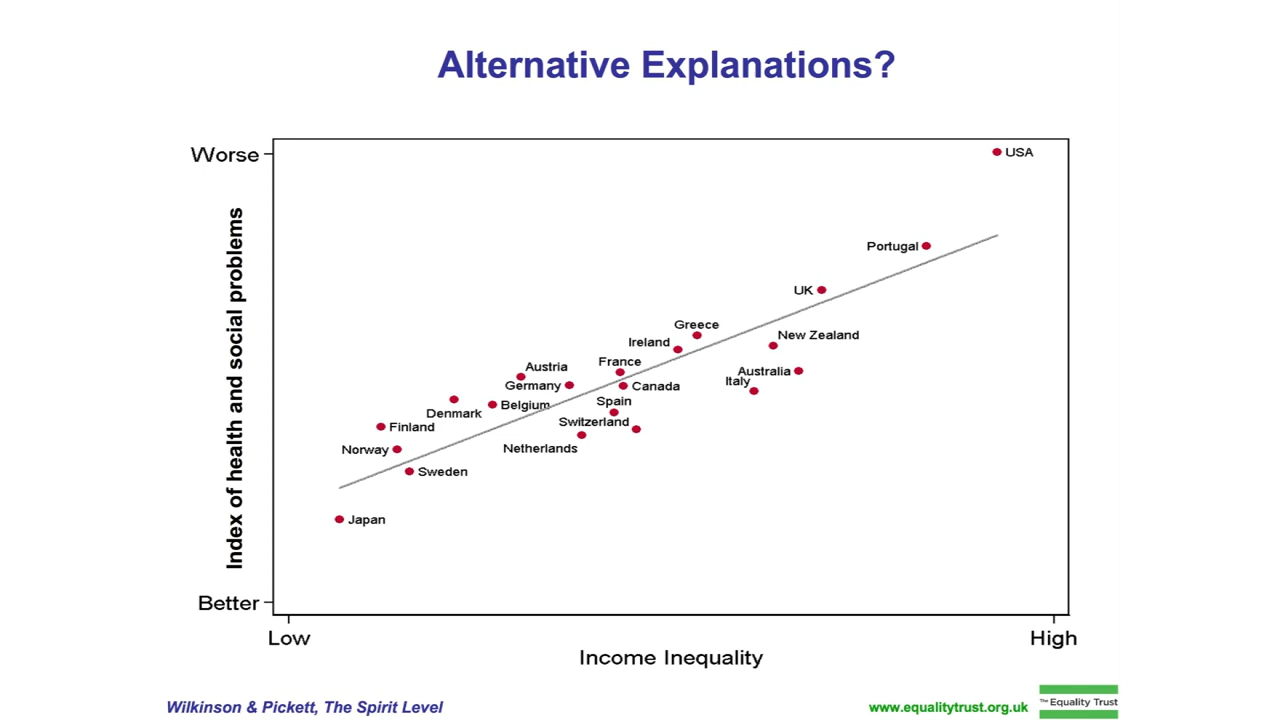 Alternative Explanations?
Worse
USA
Portugal
UK
Greece
New Zealand
Ireland
France
Austria
Australia
Italy
Germany
Canada
Spain
Belgium
Denmark
Switzerland
Finland
Netherlands
Norway
Sweden
Japan
Index of health and social problems
Better
Low
High
Income Inequality
Wilkinson & Pickett, The Spirit Level
www.equalitytrust.org.uk
The Equality Trust